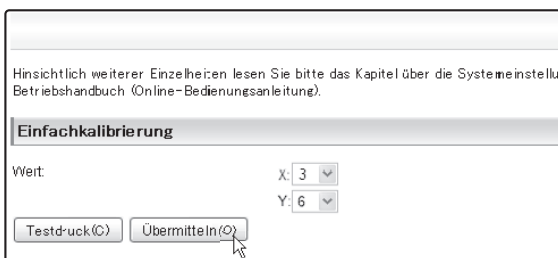 Hinsichtlich weiterer Einzelheiten lesen Sie bitte das Kapitel über die Systemeinstellu
Betriebshandbuch (Online-Bedienungsanleitung).
Einfachkalibrierung
Wert: X: 3
Y: 6
Testdruck(C) Übermitteln(O)